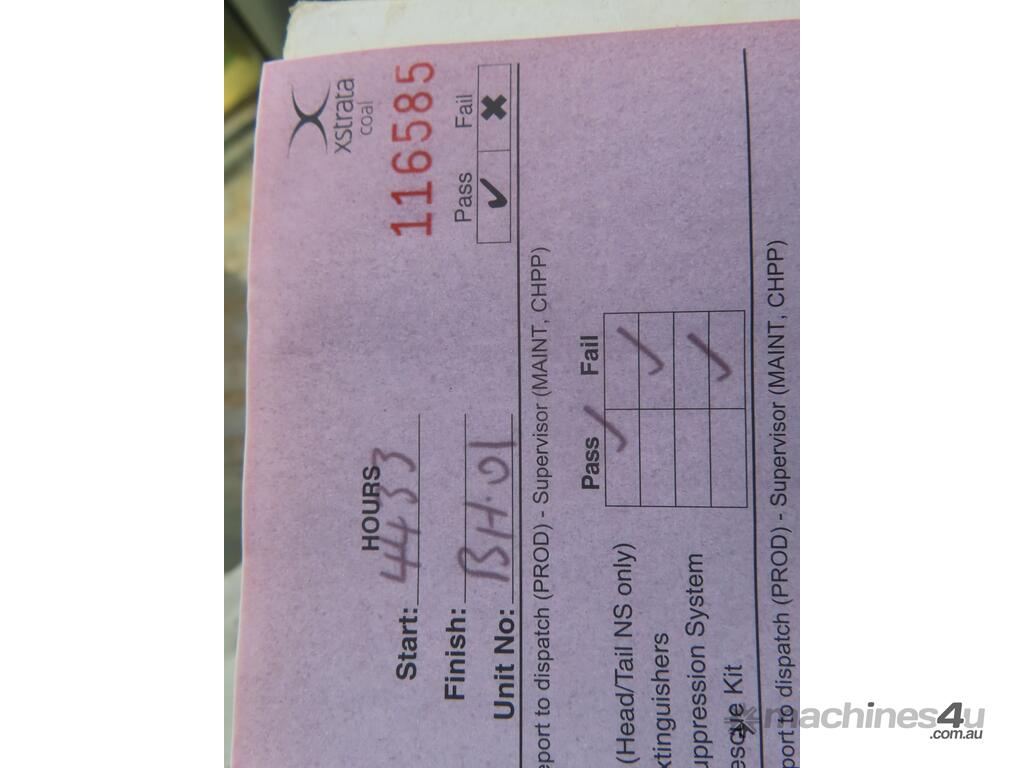 xstrata
coal
116585
HOURS
Pass Fail
✓ ✖
Start: 4433
Finish:
Unit No: BH.01
eport to dispatch (PROD) - Supervisor (MAINT, CHPP)
Pass Fail
(Head/Tail NS only) ✓
xtinguishers ✓
uppression System
esque Kit ✓
port to dispatch (PROD) - Supervisor (MAINT, CHPP)
machines4u
.com.au